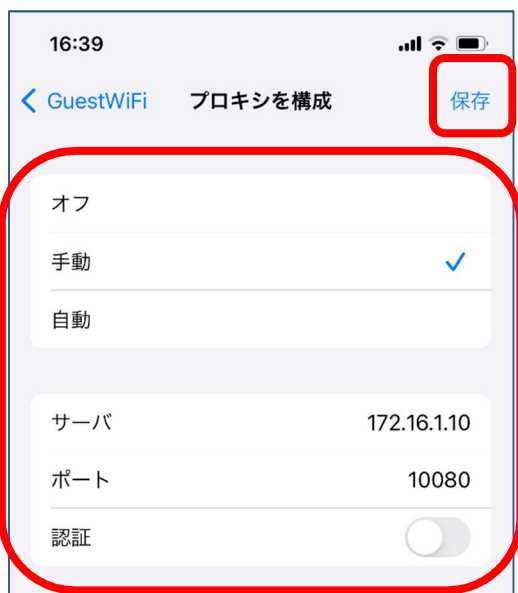 16:39
GuestWiFi プロキシを構成 保存
オフ
手動
自動
サーバ 172.16.1.10
ポート 10080
認証